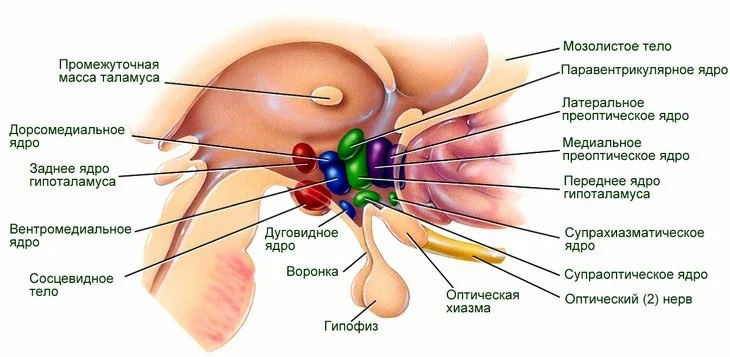 Промежуточная
масса таламуса
Дорсомедиальное
ядро
Заднее ядро
гипоталамуса
Вентромедиальное
ядро
Сосцевидное
тело
Дуговидное
ядро
Воронка
Гипофиз
Мозолистое тело
Паравентрикулярное ядро
Латеральное
преоптическое ядро
Медиальное
преоптическое ядро
Переднее ядро
гипоталамуса
Супрахиазматическое
ядро
Супраоптическое ядро
Оптический (2) нерв
Оптическая
хиазма